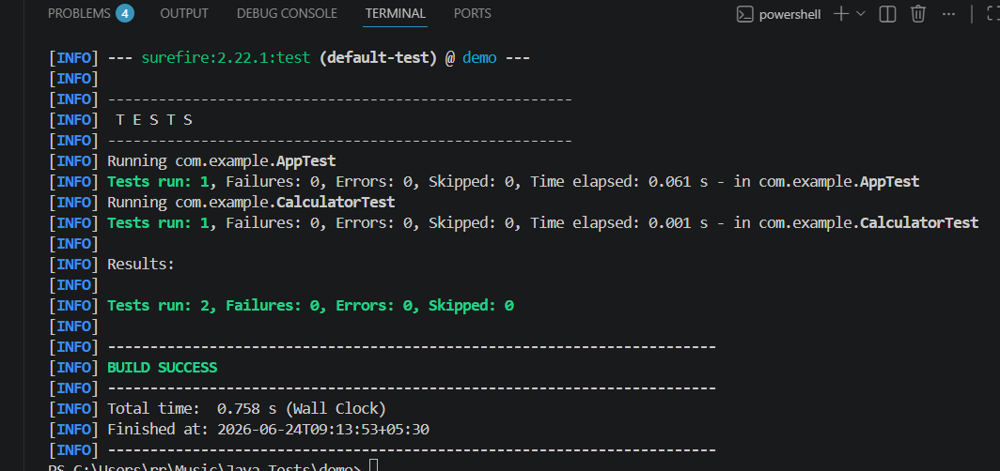 PROBLEMS 4 OUTPUT DEBUG CONSOLE TERMINAL PORTS powershell
[INFO] --- surefire:2.22.1:test (default-test) @ demo ---
[INFO]
[INFO] -------------------------------------------------------
[INFO]  T E S T S
[INFO] -------------------------------------------------------
[INFO] Running com.example.AppTest
[INFO] Tests run: 1, Failures: 0, Errors: 0, Skipped: 0, Time elapsed: 0.061 s - in com.example.AppTest
[INFO] Running com.example.CalculatorTest
[INFO] Tests run: 1, Failures: 0, Errors: 0, Skipped: 0, Time elapsed: 0.001 s - in com.example.CalculatorTest
[INFO]
[INFO] Results:
[INFO]
[INFO] Tests run: 2, Failures: 0, Errors: 0, Skipped: 0
[INFO]
[INFO] ------------------------------------------------------------------------
[INFO] BUILD SUCCESS
[INFO] ------------------------------------------------------------------------
[INFO] Total time:  0.758 s (Wall Clock)
[INFO] Finished at: 2026-06-24T09:13:53+05:30
[INFO] ------------------------------------------------------------------------
PS C:\Users\rr\Music\Java Tests\demo>